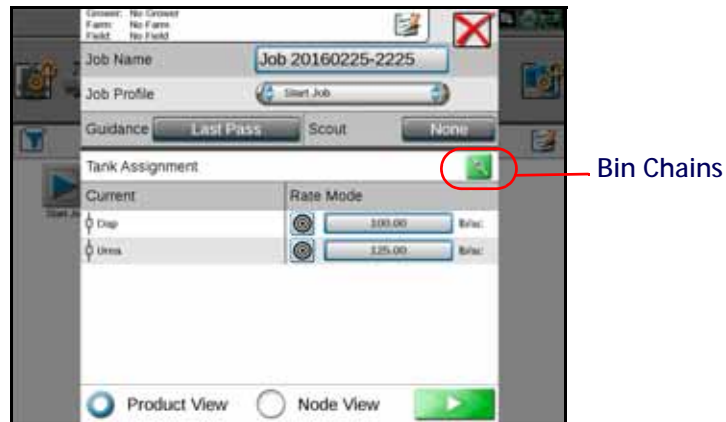 Grower: No Grower
Farm: No Farm
Field: No Field
Job Name Job 20160225-2225
Job Profile Start Job
Guidance Last Pass Scout None
Tank Assignment
Bin Chains
Current Rate Mode
Dap 100.00 lb/ac
Urea 125.00 lb/ac
Product View Node View